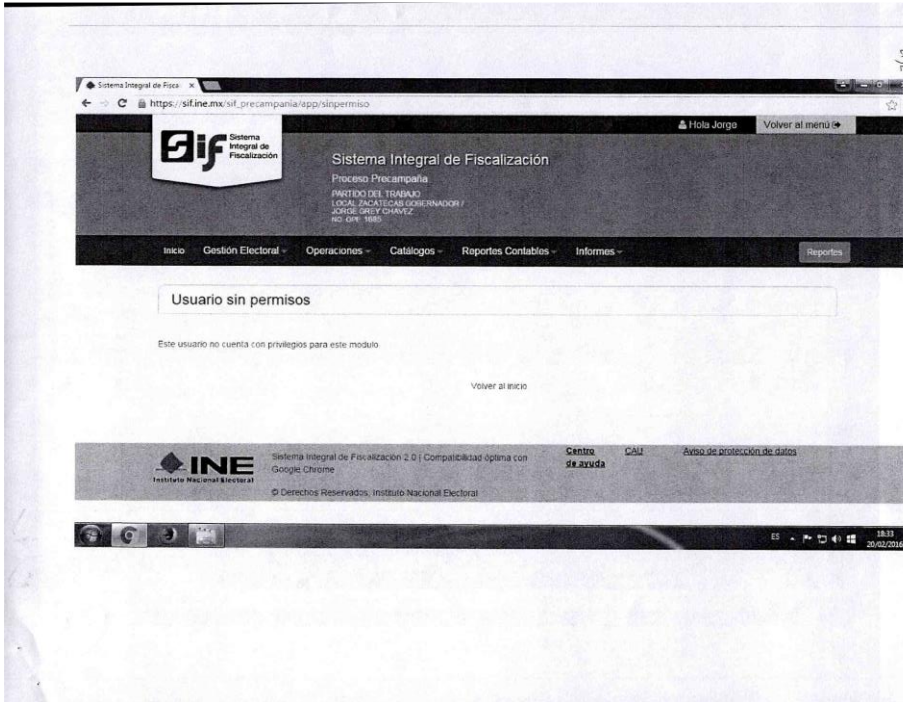 Sistema Integral de Fisca
https://sif.ine.mx/sif_precampania/app/sinpermiso
Hola Jorge
Volver al menú
Sif
Sistema
Integral de
Fiscalización
Sistema Integral de Fiscalización
Proceso Precampaña
PARTIDO DEL TRABAJO
LOCAL ZACATECAS GOBERNADOR /
JORGE GREY CHAVEZ
NO. OPF 1685
Inicio Gestión Electoral Operaciones Catálogos Reportes Contables Informes Reportes
Usuario sin permisos
Este usuario no cuenta con privilegios para este modulo
Volver al inicio
INE
Instituto Nacional Electoral
Sistema Integral de Fiscalización 2.0 | Compatibilidad óptima con
Google Chrome
© Derechos Reservados, Instituto Nacional Electoral
Centro
de ayuda
CAU
Aviso de protección de datos
ES
18:33
20/02/2016